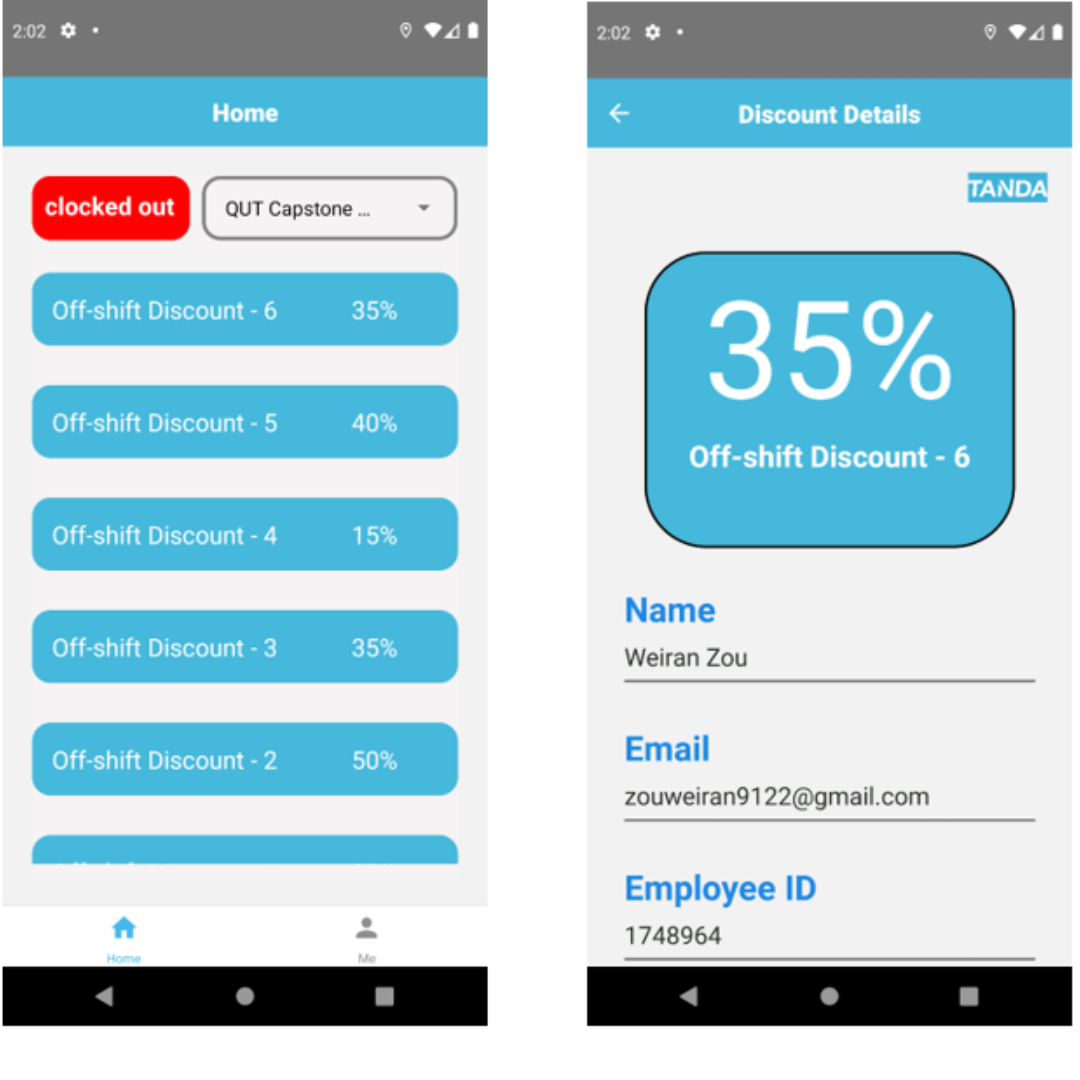 2:02
Home
clocked out
QUT Capstone ...
Off-shift Discount - 6 35%
Off-shift Discount - 5 40%
Off-shift Discount - 4 15%
Off-shift Discount - 3 35%
Off-shift Discount - 2 50%
Home
Me
2:02
Discount Details
TANDA
35%
Off-shift Discount - 6
Name
Weiran Zou
Email
zouweiran9122@gmail.com
Employee ID
1748964